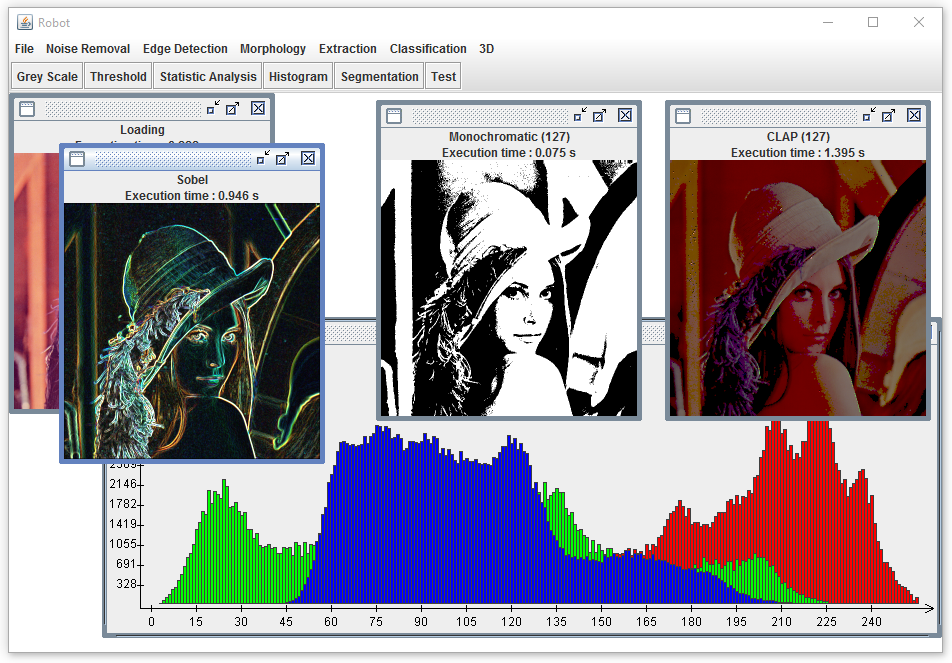 Robot
File Noise Removal Edge Detection Morphology Extraction Classification 3D
Grey Scale Threshold Statistic Analysis Histogram Segmentation Test
Loading
Sobel
Execution time : 0.946 s
Monochromatic (127)
Execution time : 0.075 s
CLAP (127)
Execution time : 1.395 s
2509
2146
1782
1419
1055
691
328
0 15 30 45 60 75 90 105 120 135 150 165 180 195 210 225 240